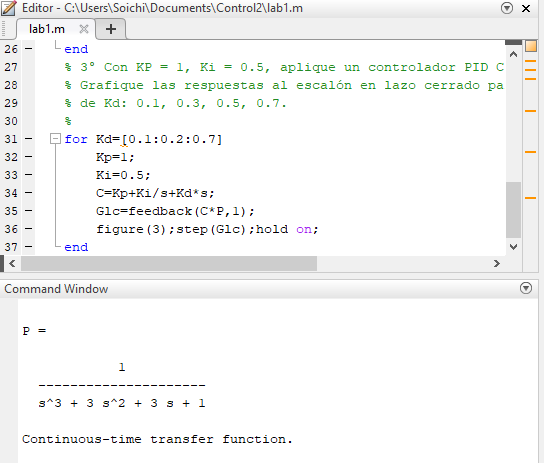 Editor - C:\Users\Soichi\Documents\Control2\lab1.m
lab1.m
26 - end
27 % 3° Con KP = 1, Ki = 0.5, aplique un controlador PID C
28 % Grafique las respuestas al escalón en lazo cerrado pa
29 % de Kd: 0.1, 0.3, 0.5, 0.7.
30 %
31 - for Kd=[0.1:0.2:0.7]
32 - Kp=1;
33 - Ki=0.5;
34 - C=Kp+Ki/s+Kd*s;
35 - Glc=feedback(C*P,1);
36 - figure(3);step(Glc);hold on;
37 - end
Command Window
P =
1
----------------------
s^3 + 3 s^2 + 3 s + 1
Continuous-time transfer function.